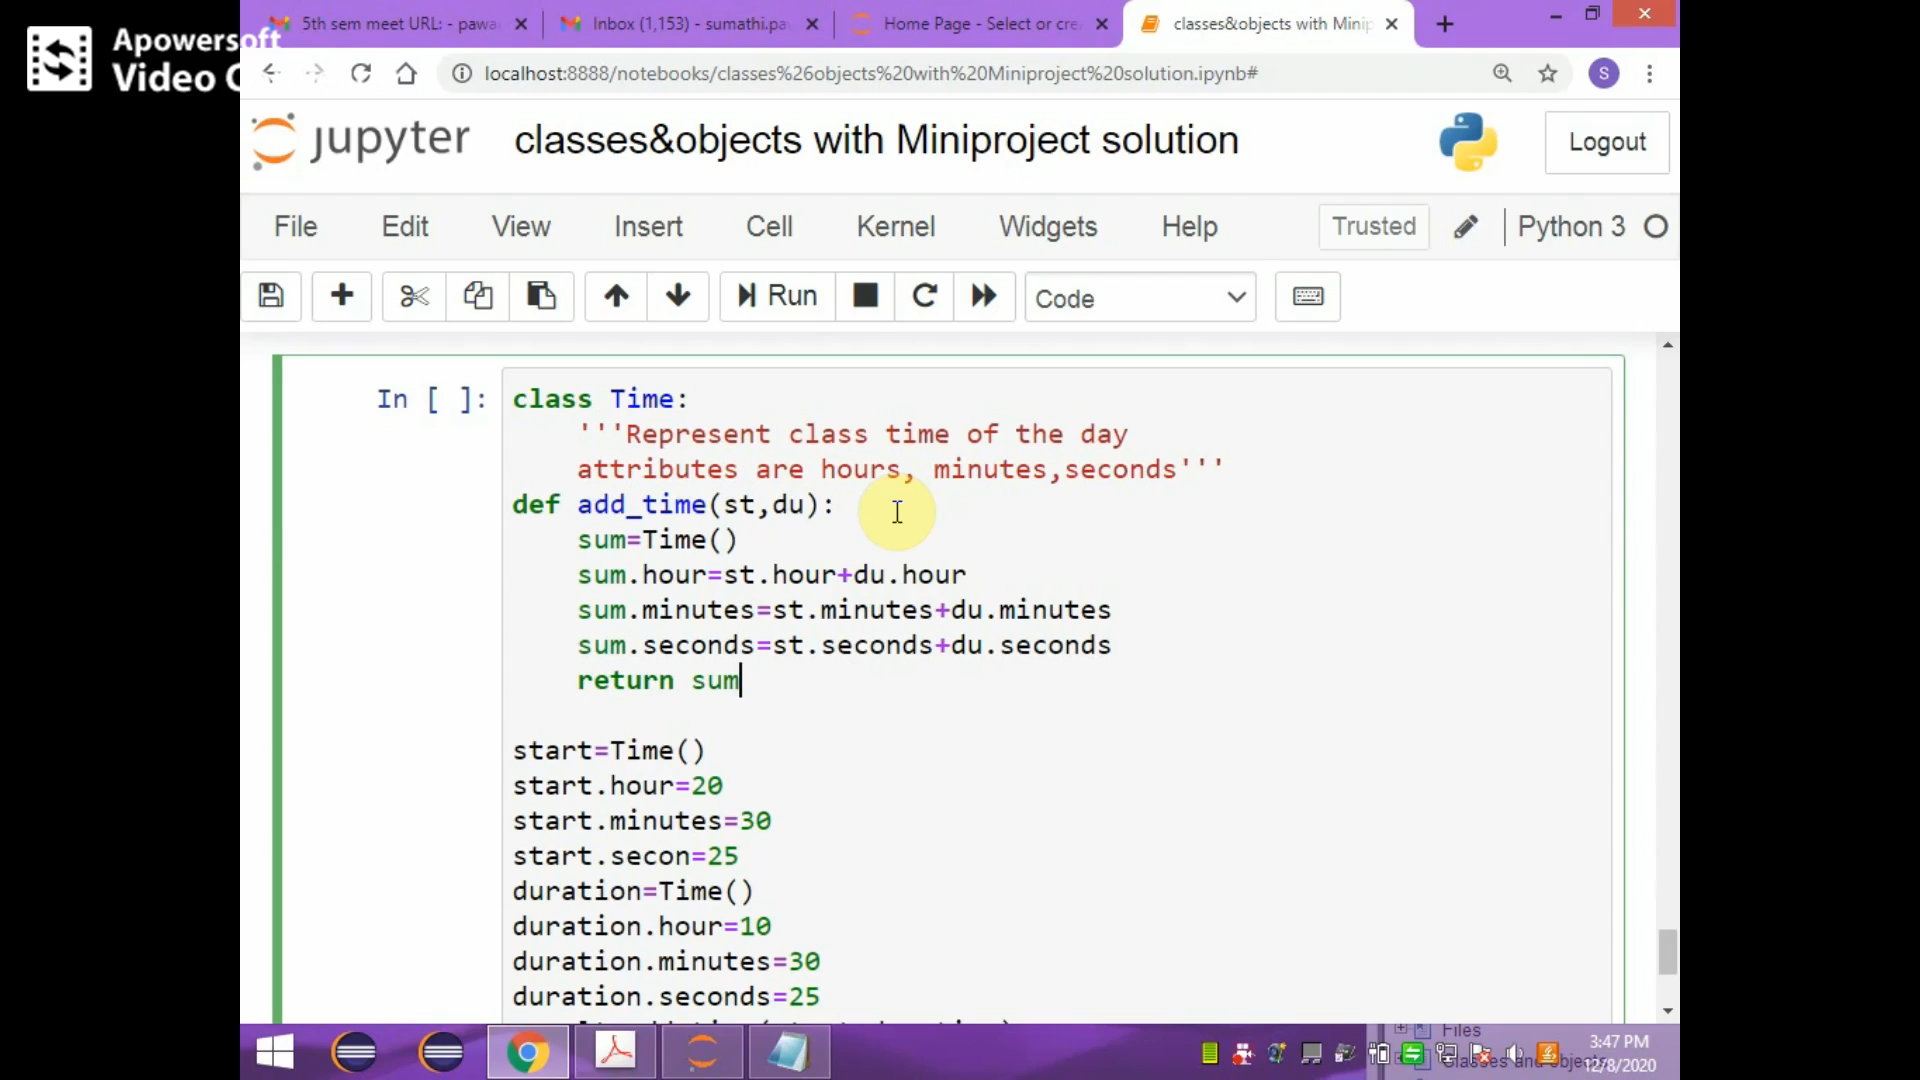 Apowersoft
Video
5th sem meet URL: - pawa
Inbox (1,153) - sumathi.pa
Home Page - Select or cre
classes&objects with Minip
localhost:8888/notebooks/classes%26objects%20with%20Miniproject%20solution.ipynb#
S
jupyter
classes&objects with Miniproject solution
Logout
File Edit View Insert Cell Kernel Widgets Help
Trusted
Python 3
Run
Code
In [ ]:
class Time:
'''Represent class time of the day
attributes are hours, minutes,seconds'''
def add_time(st,du):
sum=Time()
sum.hour=st.hour+du.hour
sum.minutes=st.minutes+du.minutes
sum.seconds=st.seconds+du.seconds
return sum
start=Time()
start.hour=20
start.minutes=30
start.secon=25
duration=Time()
duration.hour=10
duration.minutes=30
duration.seconds=25
Files
Classes and objects
3:47 PM
12/8/2020